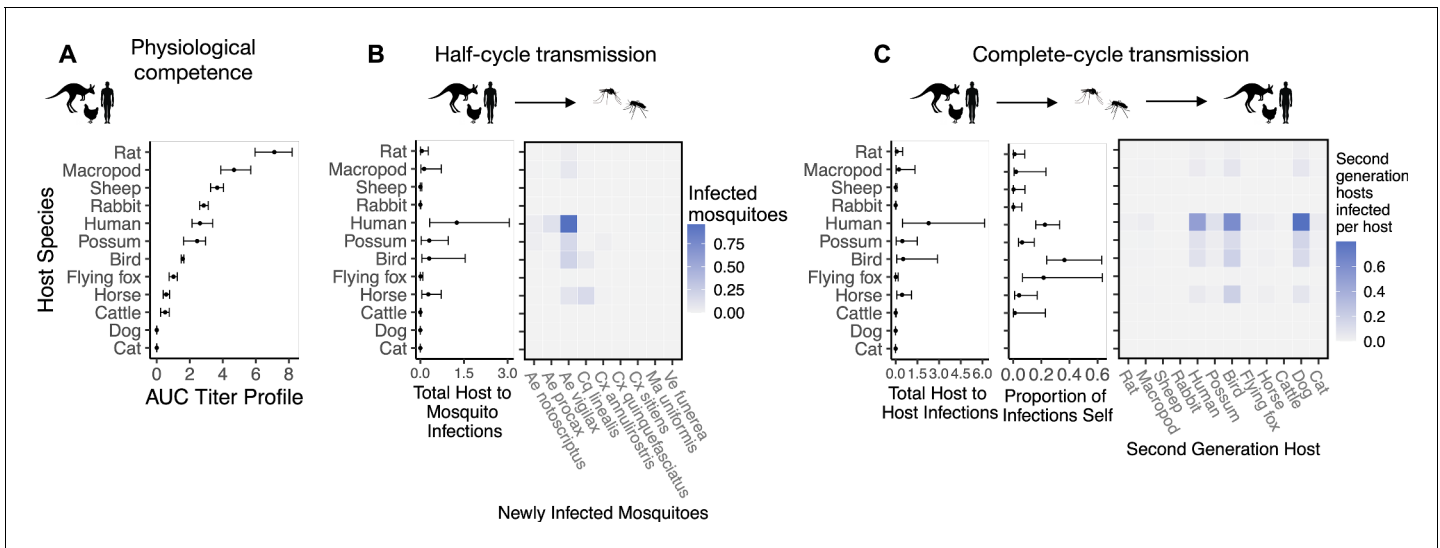 A
Physiological
competence
Host Species
Rat
Macropod
Sheep
Rabbit
Human
Possum
Bird
Flying fox
Horse
Cattle
Dog
Cat
0 2 4 6 8
AUC Titer Profile
B
Half-cycle transmission
Rat
Macropod
Sheep
Rabbit
Human
Possum
Bird
Flying fox
Horse
Cattle
Dog
Cat
0.0 1.5 3.0
Total Host to
Mosquito
Infections
Ae notoscriptus
Ae procax
Ae vigilax
Cq linealis
Cx annulirostris
Cx quinquefasciatus
Cx sitiens
Ma uniformis
Ve funerea
Newly Infected Mosquitoes
Infected
mosquitoes
0.75
0.50
0.25
0.00
C
Complete-cycle transmission
Rat
Macropod
Sheep
Rabbit
Human
Possum
Bird
Flying fox
Horse
Cattle
Dog
Cat
0.0 1.53.0 4.56.0
Total Host to
Host Infections
0.0 0.2 0.4 0.6
Proportion of
Infections Self
Rat
Macropod
Sheep
Rabbit
Human
Possum
Bird
Flying fox
Horse
Cattle
Dog
Cat
Second Generation Host
Second
generation
hosts
infected
per host
0.6
0.4
0.2
0.0